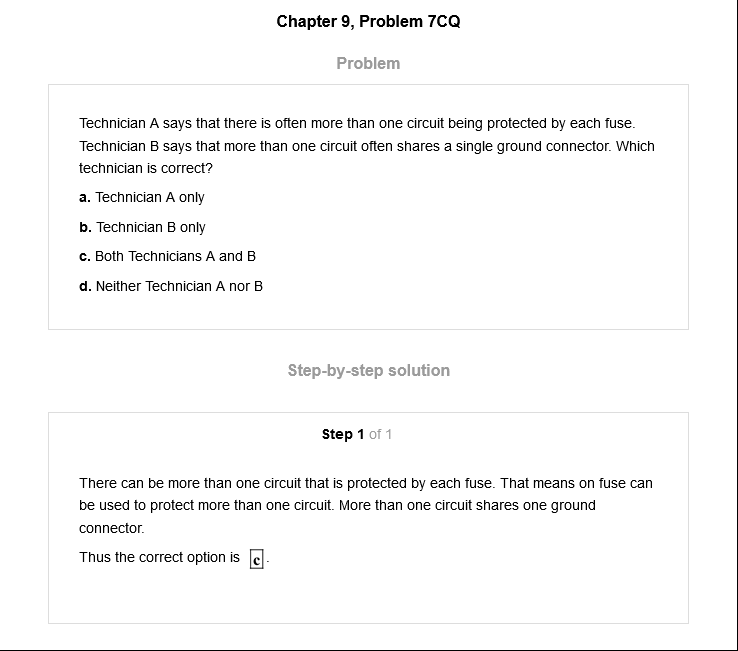 Chapter 9, Problem 7CQ
Problem
Technician A says that there is often more than one circuit being protected by each fuse.
Technician B says that more than one circuit often shares a single ground connector. Which
technician is correct?
a. Technician A only
b. Technician B only
c. Both Technicians A and B
d. Neither Technician A nor B
Step-by-step solution
Step 1 of 1
There can be more than one circuit that is protected by each fuse. That means on fuse can
be used to protect more than one circuit. More than one circuit shares one ground
connector.
Thus the correct option is c.